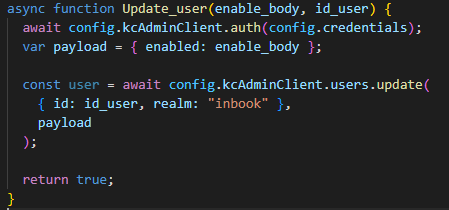 async function Update_user(enable_body, id_user) {
  await config.kcAdminClient.auth(config.credentials);
  var payload = { enabled: enable_body };

  const user = await config.kcAdminClient.users.update(
    { id: id_user, realm: "inbook" },
    payload
  );

  return true;
}